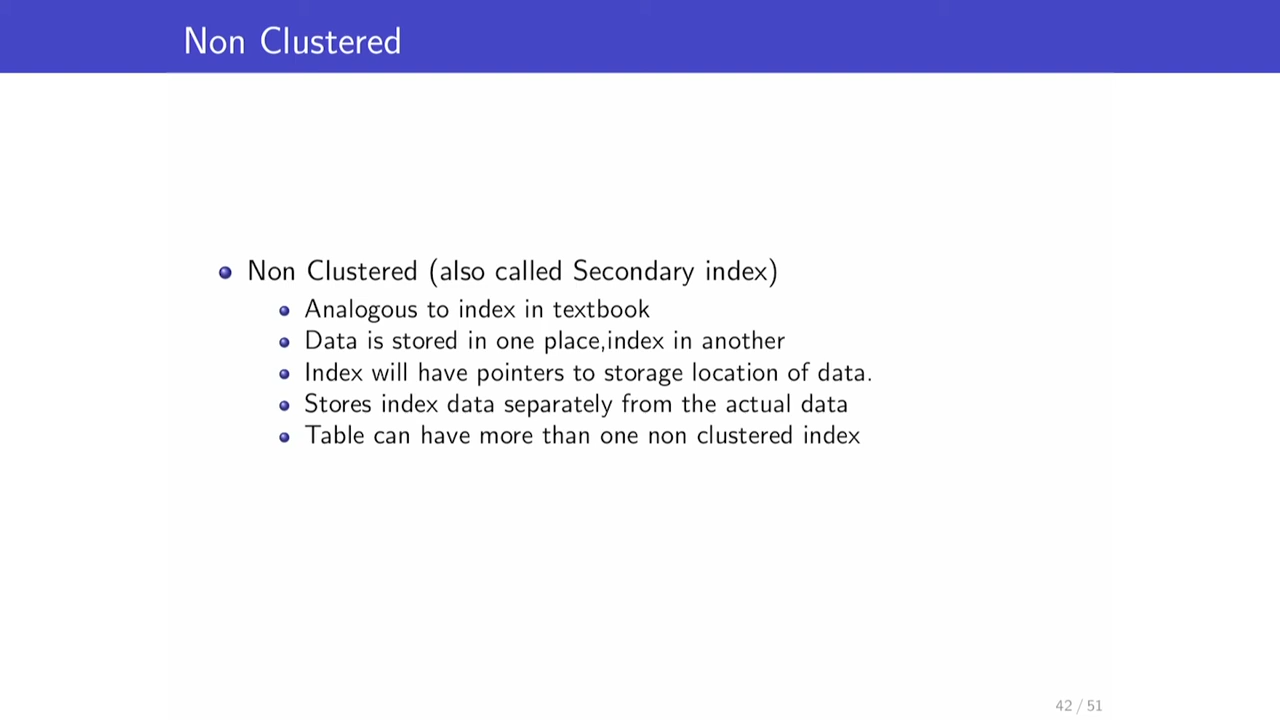 Non Clustered
Non Clustered (also called Secondary index)
Analogous to index in textbook
Data is stored in one place,index in another
Index will have pointers to storage location of data.
Stores index data separately from the actual data
Table can have more than one non clustered index
42 / 51